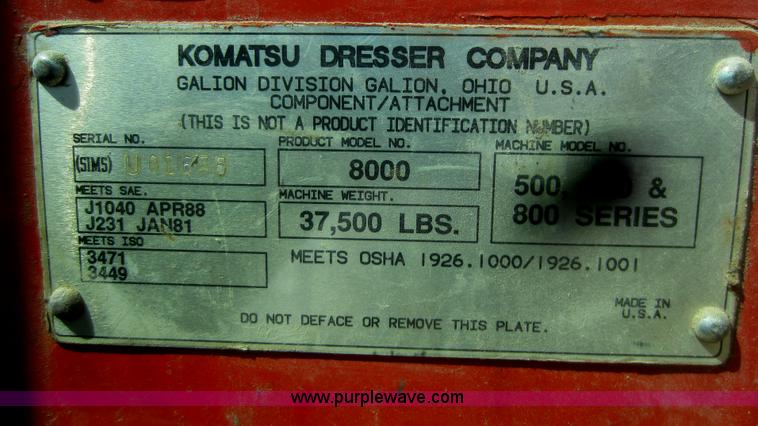 KOMATSU DRESSER COMPANY
GALION DIVISION GALION, OHIO U.S.A.
COMPONENT/ATTACHMENT
(THIS IS NOT A PRODUCT IDENTIFICATION NUMBER)
SERIAL NO.
(SIMS)
PRODUCT MODEL NO.
8000
MACHINE MODEL NO.
500, &
800 SERIES
MEETS SAE.
J1040 APR88
J231 JAN81
MACHINE WEIGHT.
37,500 LBS.
MEETS ISO
3471
3449
MEETS OSHA 1926.1000/1926.1001
MADE IN
U.S.A.
DO NOT DEFACE OR REMOVE THIS PLATE.
www.purplewave.com